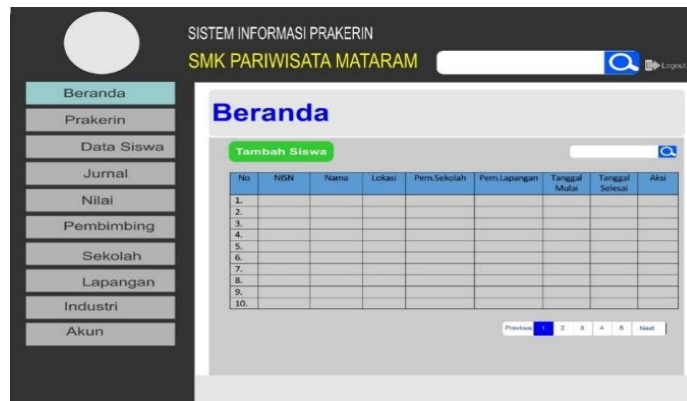 SISTEM INFORMASI PRAKERIN
SMK PARIWISATA MATARAM
Logout
Beranda
Prakerin
Data Siswa
Jurnal
Nilai
Pembimbing
Sekolah
Lapangan
Industri
Akun
Beranda
Tambah Siswa
No NISN Nama Lokasi Pem.Sekolah Pem.Lapangan Tanggal Mulai Tanggal Selesai Aksi
1.
2.
3.
4.
5.
6.
7.
8.
9.
10.
Previous 1 2 3 4 5 Next